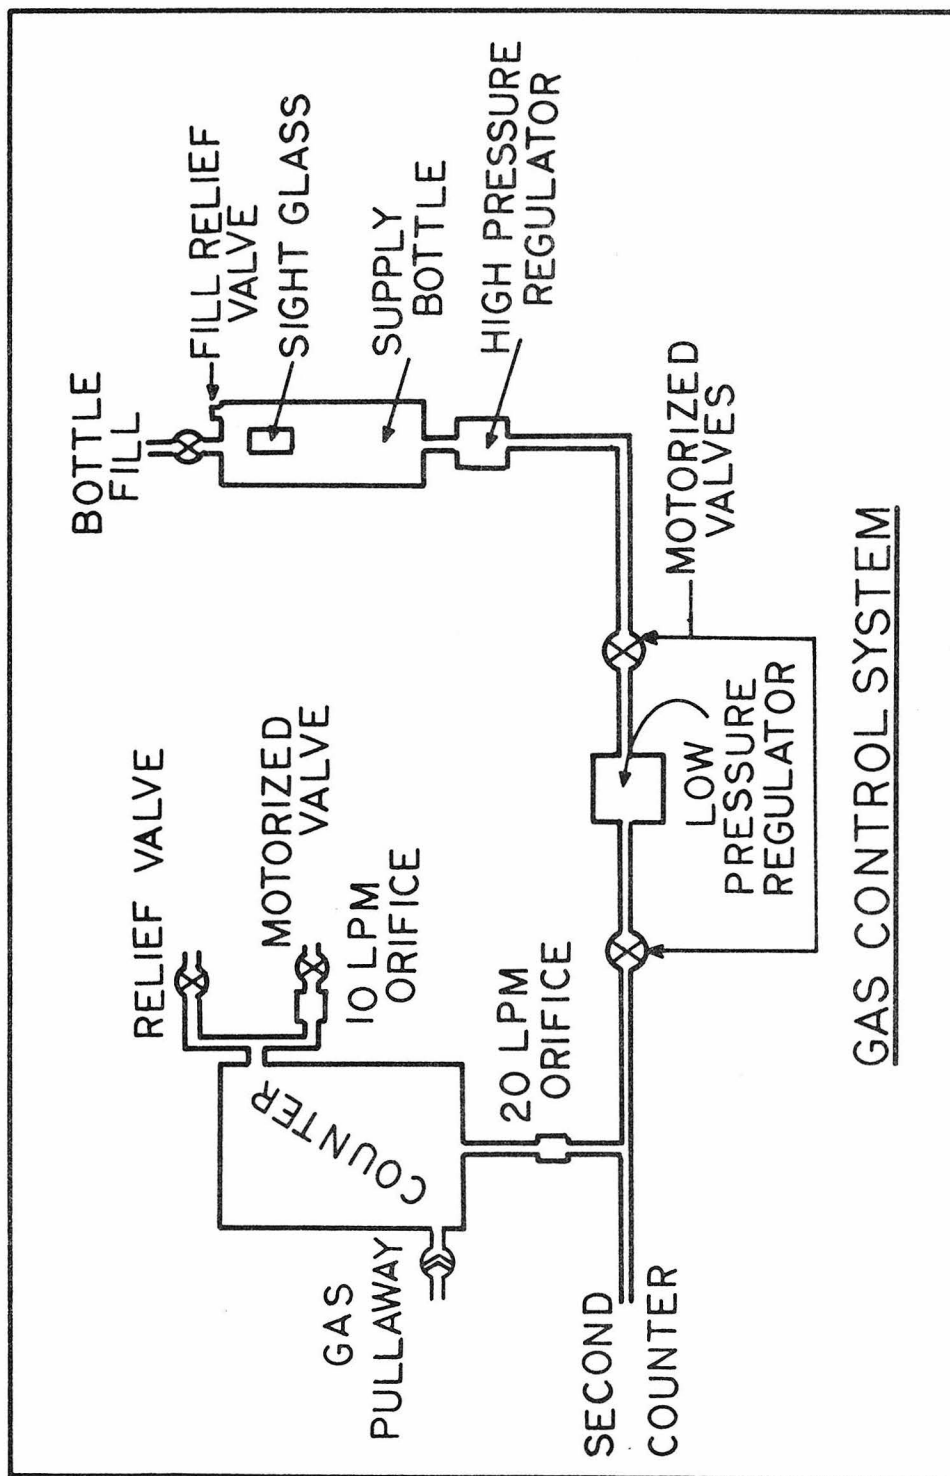 RELIEF VALVE
MOTORIZED
VALVE
10 LPM
ORIFICE
COUNTER
GAS
PULLAWAY
20 LPM
ORIFICE
SECOND
COUNTER
BOTTLE
FILL
FILL RELIEF
VALVE
SIGHT GLASS
SUPPLY
BOTTLE
HIGH PRESSURE
REGULATOR
MOTORIZED
VALVES
LOW
PRESSURE
REGULATOR
GAS CONTROL SYSTEM